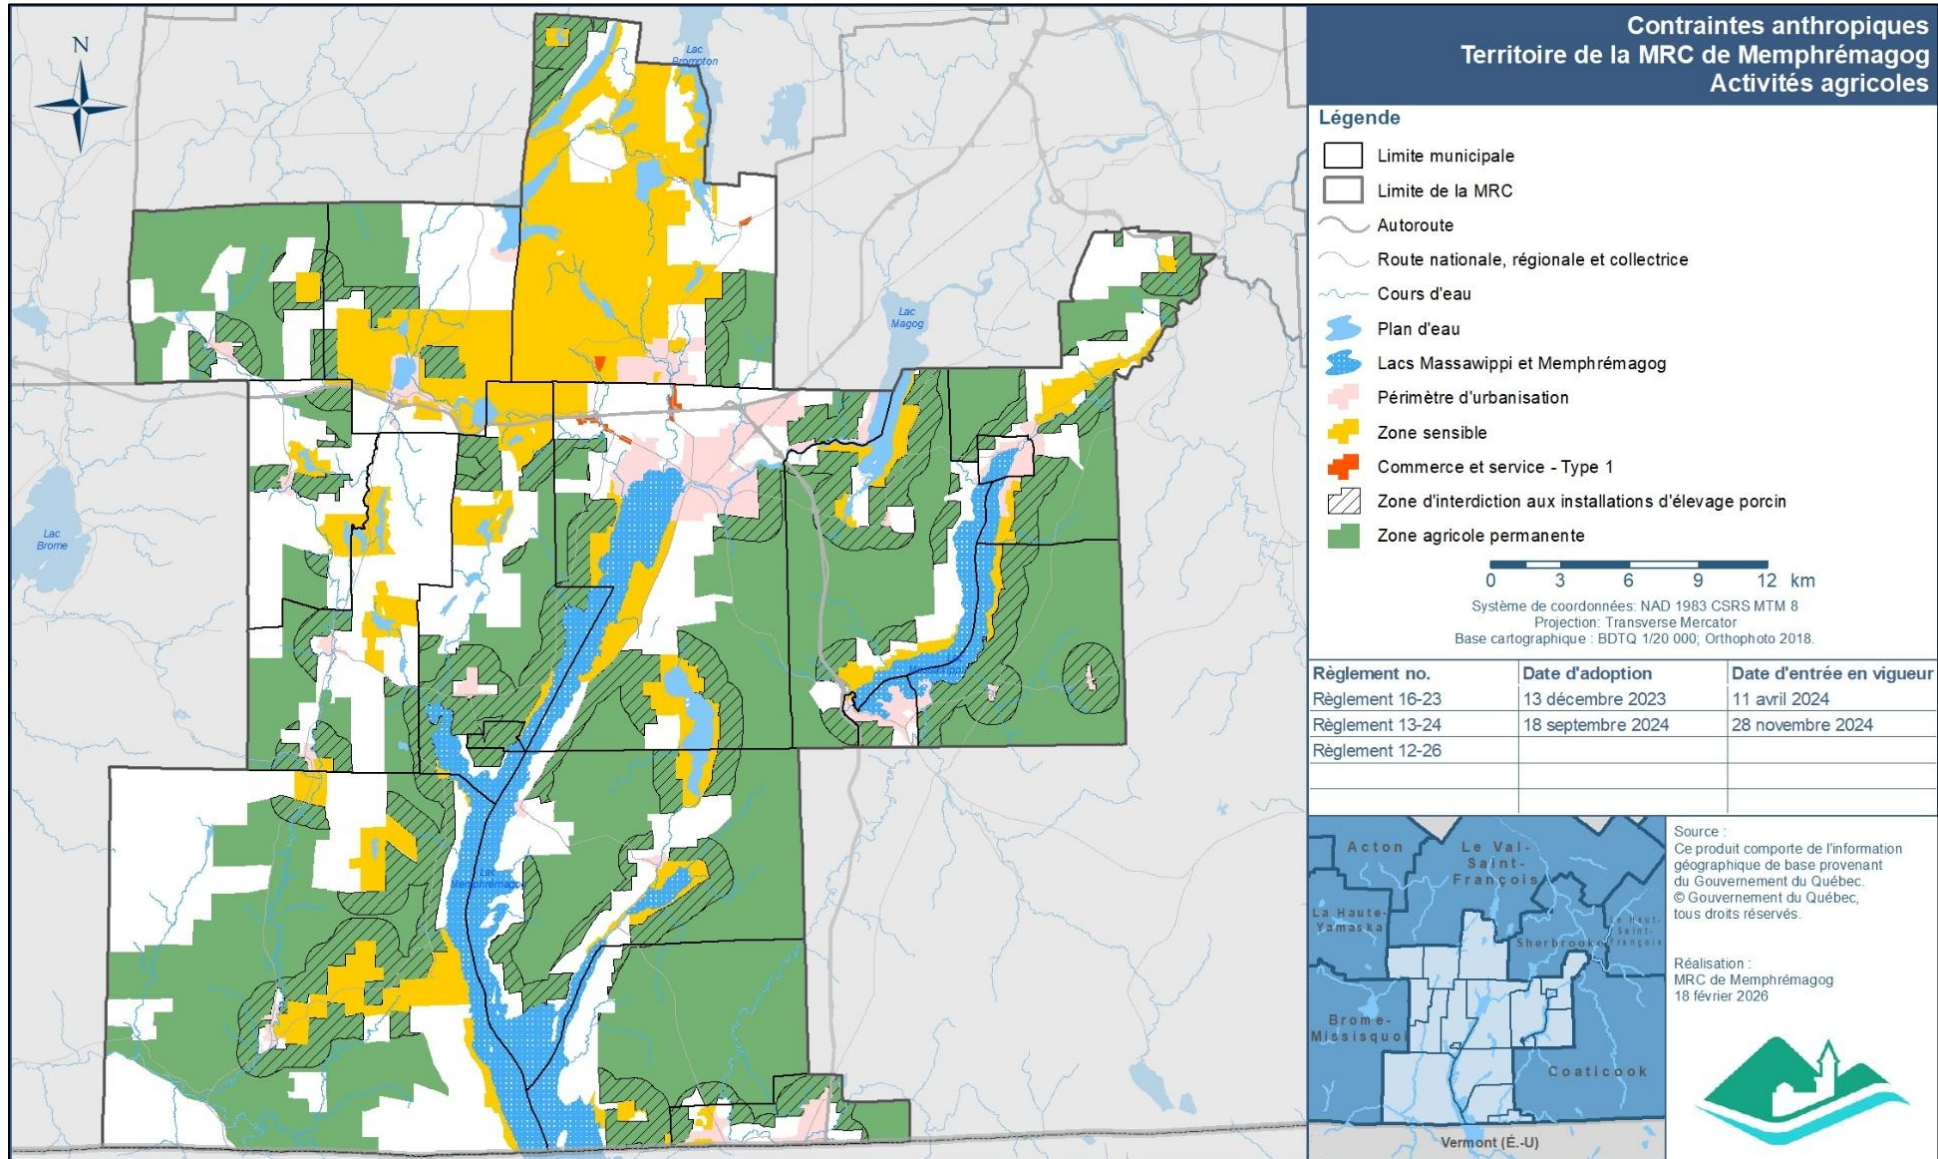 N
Lac
Brompton
Lac
Magog
Lac
Brome
Lac
Memphrémagog
Contraintes anthropiques
Territoire de la MRC de Memphrémagog
Activités agricoles
Légende
Limite municipale
Limite de la MRC
Autoroute
Route nationale, régionale et collectrice
Cours d'eau
Plan d'eau
Lacs Massawippi et Memphrémagog
Périmètre d'urbanisation
Zone sensible
Commerce et service - Type 1
Zone d'interdiction aux installations d'élevage porcin
Zone agricole permanente
0 3 6 9 12 km
Système de coordonnées: NAD 1983 CSRS MTM 8
Projection: Transverse Mercator
Base cartographique : BDTQ 1/20 000; Orthophoto 2018.
Règlement no. Date d'adoption Date d'entrée en vigueur
Règlement 16-23 13 décembre 2023 11 avril 2024
Règlement 13-24 18 septembre 2024 28 novembre 2024
Règlement 12-26
Acton
Le Val-
Saint-
François
La Haute-
Yamaska
Sherbrooke
Le Haut-
Saint-
François
Brome-
Missisquoi
Coaticook
Vermont (É.-U)
Source :
Ce produit comporte de l'information
géographique de base provenant
du Gouvernement du Québec.
© Gouvernement du Québec,
tous droits réservés.
Réalisation :
MRC de Memphrémagog
18 février 2026